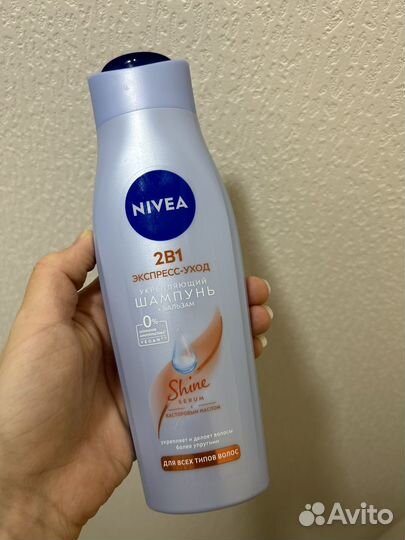 NIVEA
2В1
ЭКСПРЕСС-УХОД
УКРЕПЛЯЮЩИЙ
ШАМПУНЬ
+ БАЛЬЗАМ
0%
VEGAN
Shine
SERUM
КАСТОРОВЫМ МАСЛОМ
укрепляет и делает волосы
более упругими
ДЛЯ ВСЕХ ТИПОВ ВОЛОС
Avito